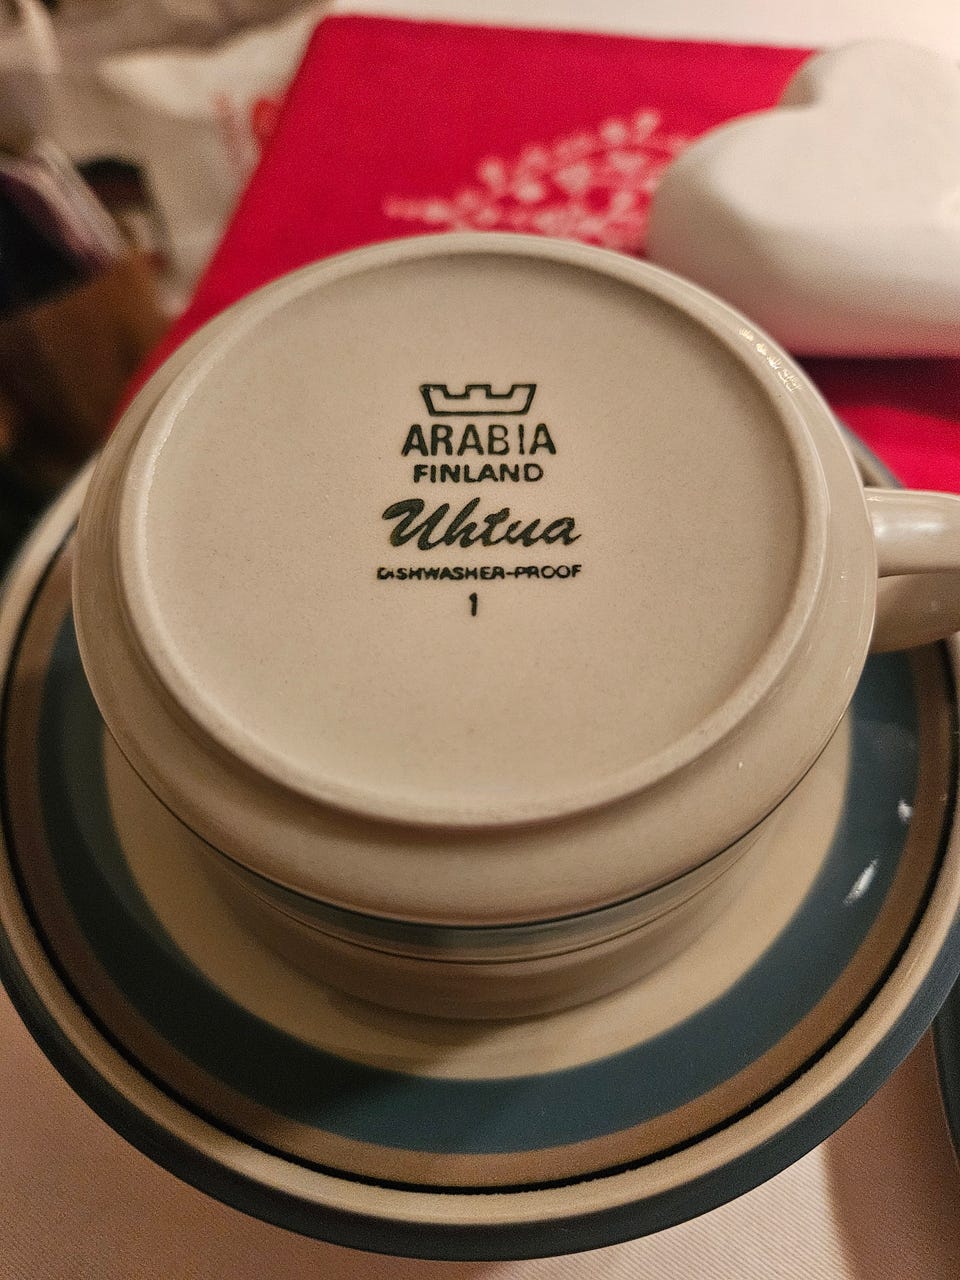 ARABIA
FINLAND
Uhtua
DISHWASHER-PROOF
1